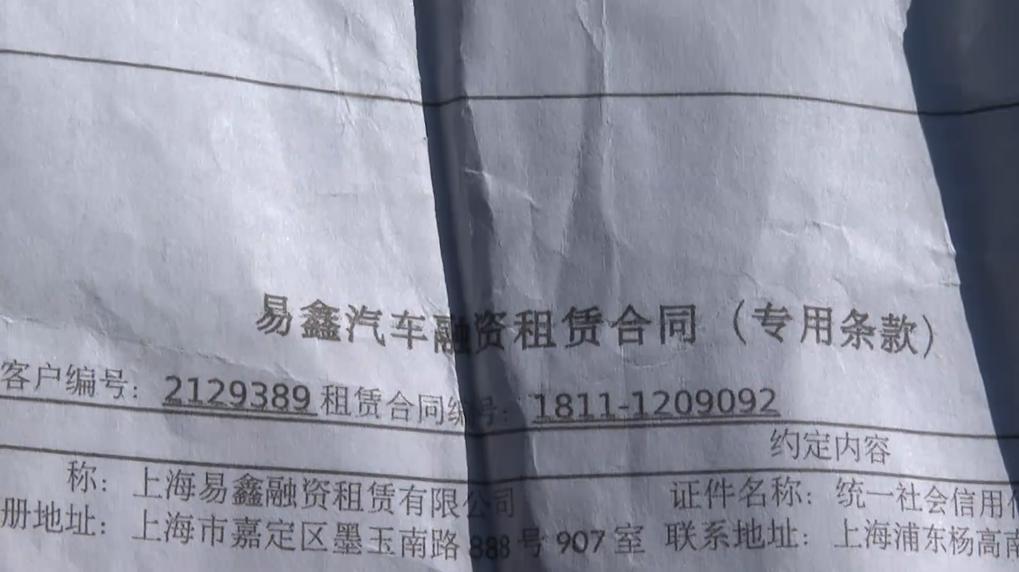 易鑫汽车融资租赁合同（专用条款）
客户编号：2129389 租赁合同编号：1811-1209092
约定内容
称：上海易鑫融资租赁有限公司 证件名称：统一社会信用
册地址：上海市嘉定区墨玉南路888号907室 联系地址：上海浦东杨高南